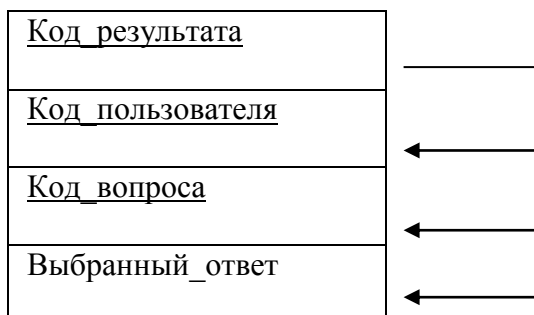 Код_результата
Код_пользователя
Код_вопроса
Выбранный_ответ